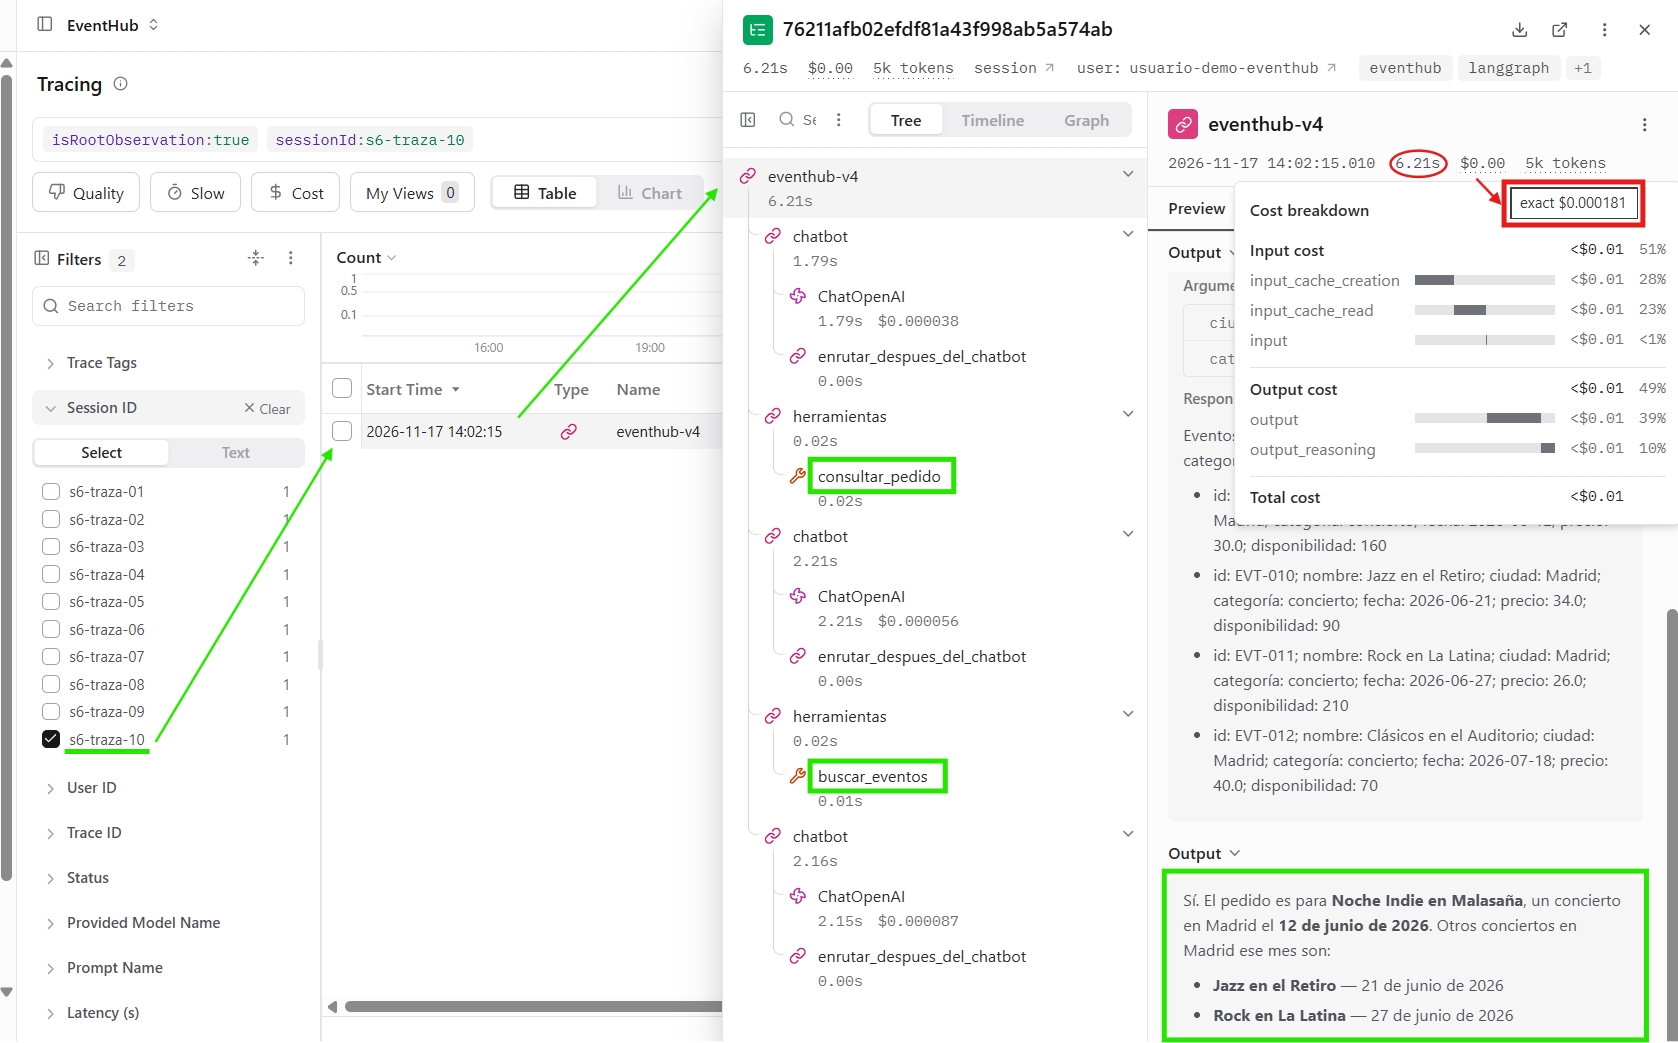 EventHub
Tracing
isRootObservation:true sessionId:s6-traza-10
Quality Slow Cost My Views 0 Table Chart
Filters 2
Search filters
Trace Tags
Session ID Clear
Select Text
s6-traza-01 1
s6-traza-02 1
s6-traza-03 1
s6-traza-04 1
s6-traza-05 1
s6-traza-06 1
s6-traza-07 1
s6-traza-08 1
s6-traza-09 1
s6-traza-10 1
User ID
Trace ID
Status
Provided Model Name
Prompt Name
Latency (s)
Count
1
0.5
0.1
16:00 19:00
Start Time Type Name
2026-11-17 14:02:15 eventhub-v4
76211afb02efdf81a43f998ab5a574ab
6.21s $0.00 5k tokens session user: usuario-demo-eventhub eventhub langgraph +1
Tree Timeline Graph
eventhub-v4
6.21s
chatbot
1.79s
ChatOpenAI
1.79s $0.000038
enrutar_despues_del_chatbot
0.00s
herramientas
0.02s
consultar_pedido
0.02s
chatbot
2.21s
ChatOpenAI
2.21s $0.000056
enrutar_despues_del_chatbot
0.00s
herramientas
0.02s
buscar_eventos
0.01s
chatbot
2.16s
ChatOpenAI
2.15s $0.000087
enrutar_despues_del_chatbot
0.00s
eventhub-v4
2026-11-17 14:02:15.010 6.21s $0.00 5k tokens
Preview
Output
Cost breakdown exact $0.000181
Input cost <$0.01 51%
input_cache_creation <$0.01 28%
input_cache_read <$0.01 23%
input <$0.01 <1%
Output cost <$0.01 49%
output <$0.01 39%
output_reasoning <$0.01 10%
Total cost <$0.01
30.0; disponibilidad: 160
id: EVT-010; nombre: Jazz en el Retiro; ciudad: Madrid;
categoría: concierto; fecha: 2026-06-21; precio: 34.0;
disponibilidad: 90
id: EVT-011; nombre: Rock en La Latina; ciudad: Madrid;
categoría: concierto; fecha: 2026-06-27; precio: 26.0;
disponibilidad: 210
id: EVT-012; nombre: Clásicos en el Auditorio; ciudad:
Madrid; categoría: concierto; fecha: 2026-07-18; precio:
40.0; disponibilidad: 70
Output
Sí. El pedido es para Noche Indie en Malasaña, un concierto
en Madrid el 12 de junio de 2026. Otros conciertos en
Madrid ese mes son:
Jazz en el Retiro — 21 de junio de 2026
Rock en La Latina — 27 de junio de 2026